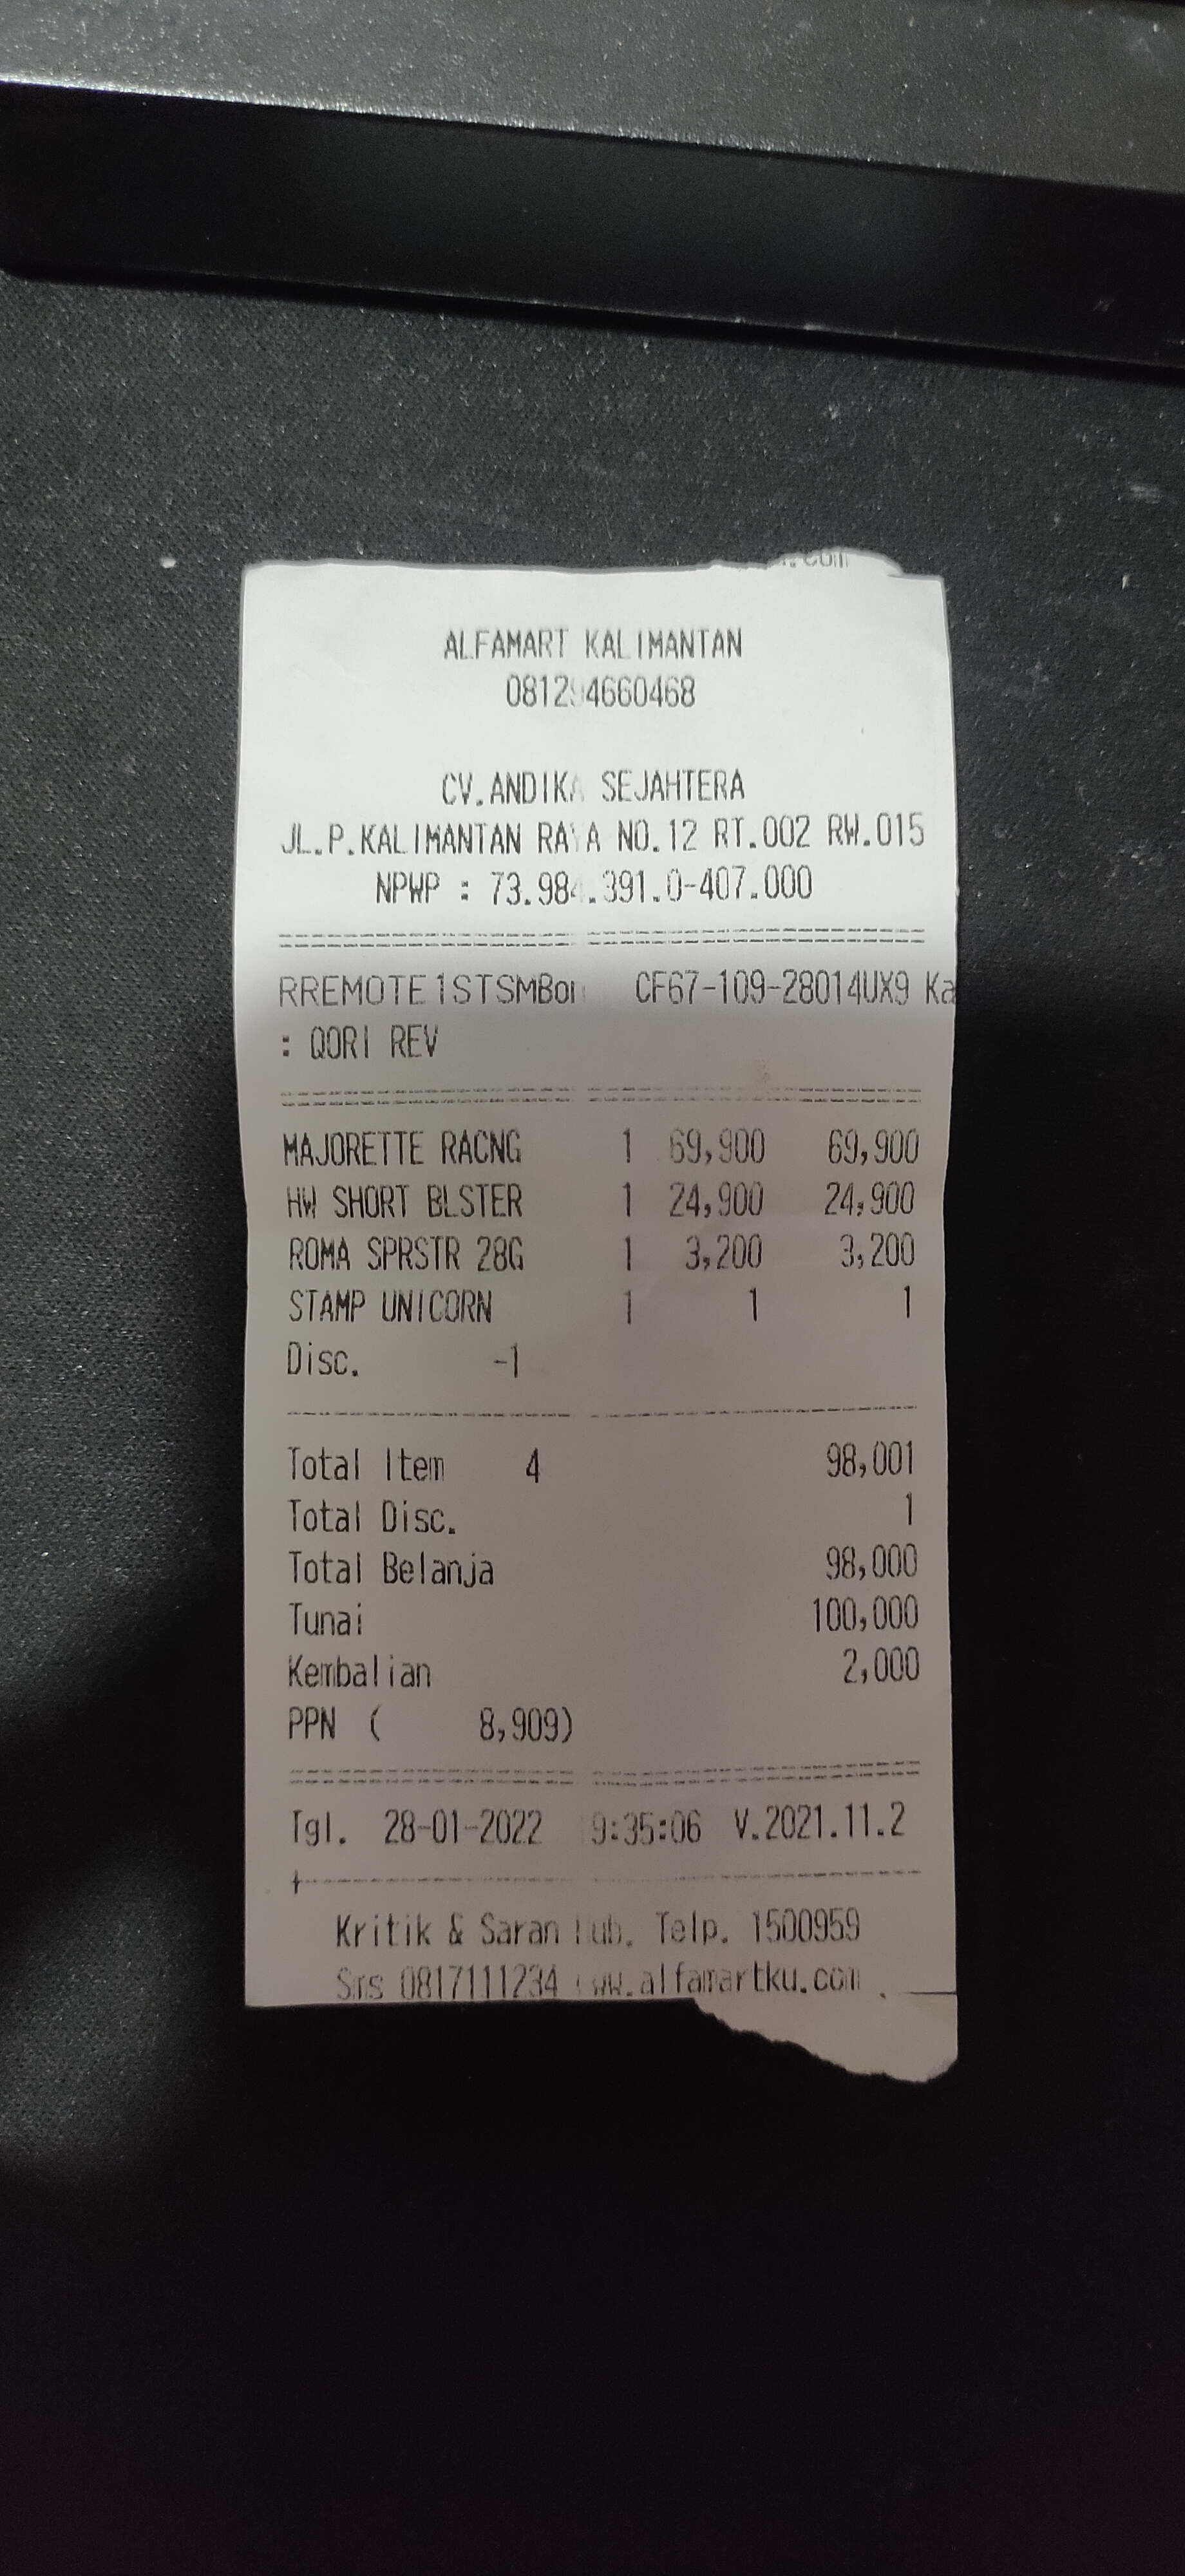 ALFAMART KALIMANTAN
081294660468
CV.ANDIKA SEJAHTERA
JL.P.KALIMANTAN RAYA NO.12 RT.002 RW.015
NPWP : 73.984.391.0-407.000
RREMOTE1STSMBon CF67-109-28014UX9 Ka
: QORI REV
MAJORETTE RACNG 1 69,900 69,900
HW SHORT BLSTER 1 24,900 24,900
ROMA SPRSTR 28G 1 3,200 3,200
STAMP UNICORN 1 1 1
Disc. -1
Total Item 4 98,001
Total Disc. 1
Total Belanja 98,000
Tunai 100,000
Kembalian 2,000
PPN ( 8,909)
Tgl. 28-01-2022 9:35:06 V.2021.11.2
Kritik & Saran Hub. Telp. 1500959
Sms 0817111234 www.alfamartku.com